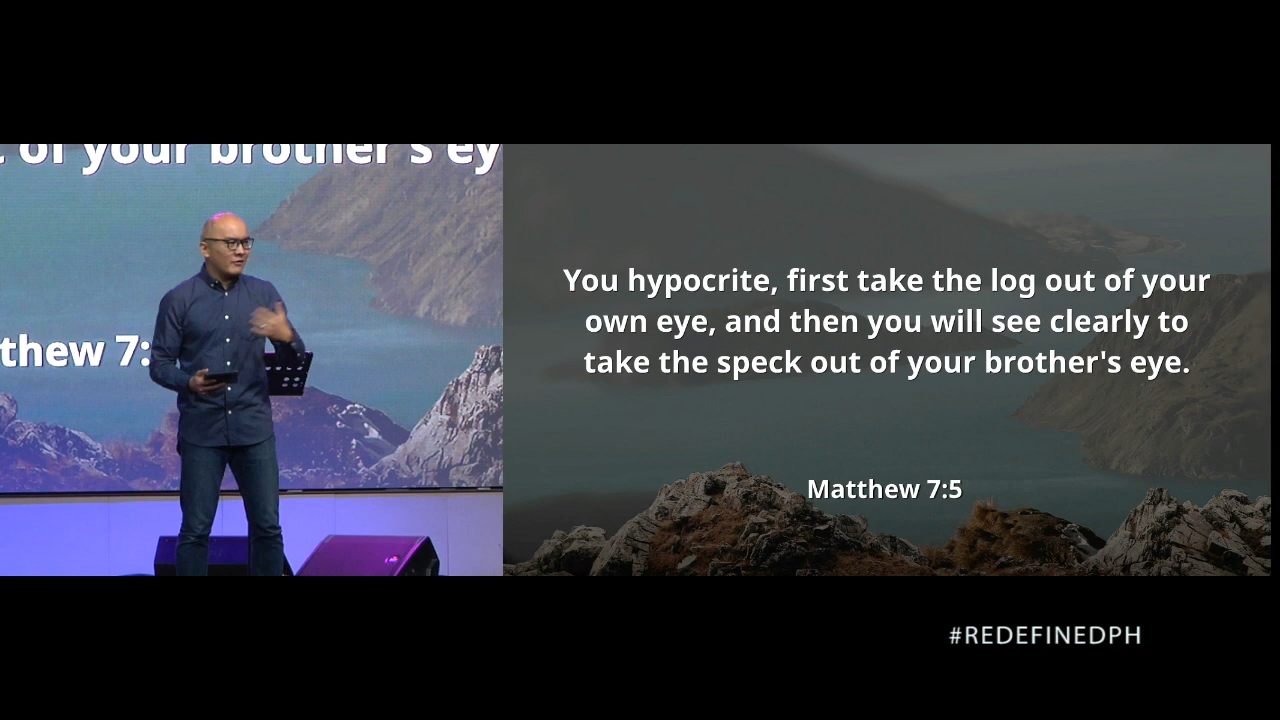 of your brother's ey
thew 7:
You hypocrite, first take the log out of your
own eye, and then you will see clearly to
take the speck out of your brother's eye.
Matthew 7:5
#REDEFINEDPH